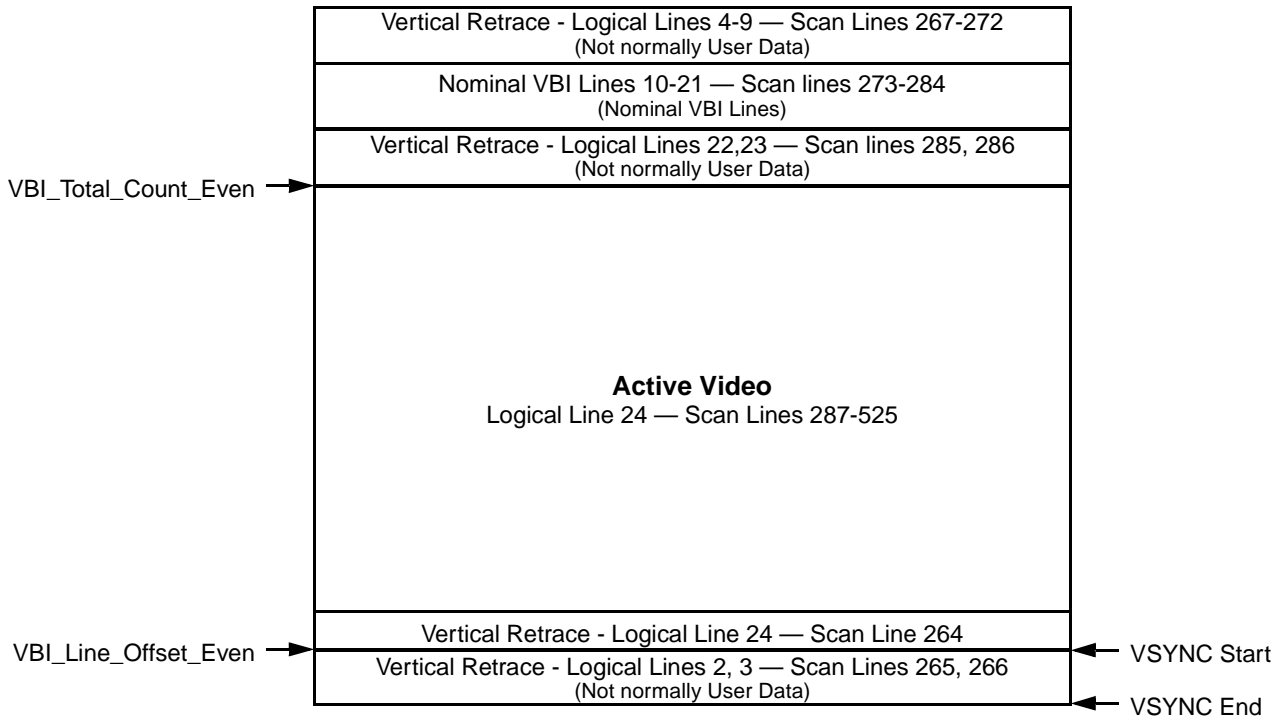 Vertical Retrace - Logical Lines 4-9 — Scan Lines 267-272
(Not normally User Data)
Nominal VBI Lines 10-21 — Scan lines 273-284
(Nominal VBI Lines)
Vertical Retrace - Logical Lines 22,23 — Scan lines 285, 286
(Not normally User Data)
VBI_Total_Count_Even
Active Video
Logical Line 24 — Scan Lines 287-525
Vertical Retrace - Logical Line 24 — Scan Line 264
VBI_Line_Offset_Even
VSYNC Start
Vertical Retrace - Logical Lines 2, 3 — Scan Lines 265, 266
(Not normally User Data)
VSYNC End